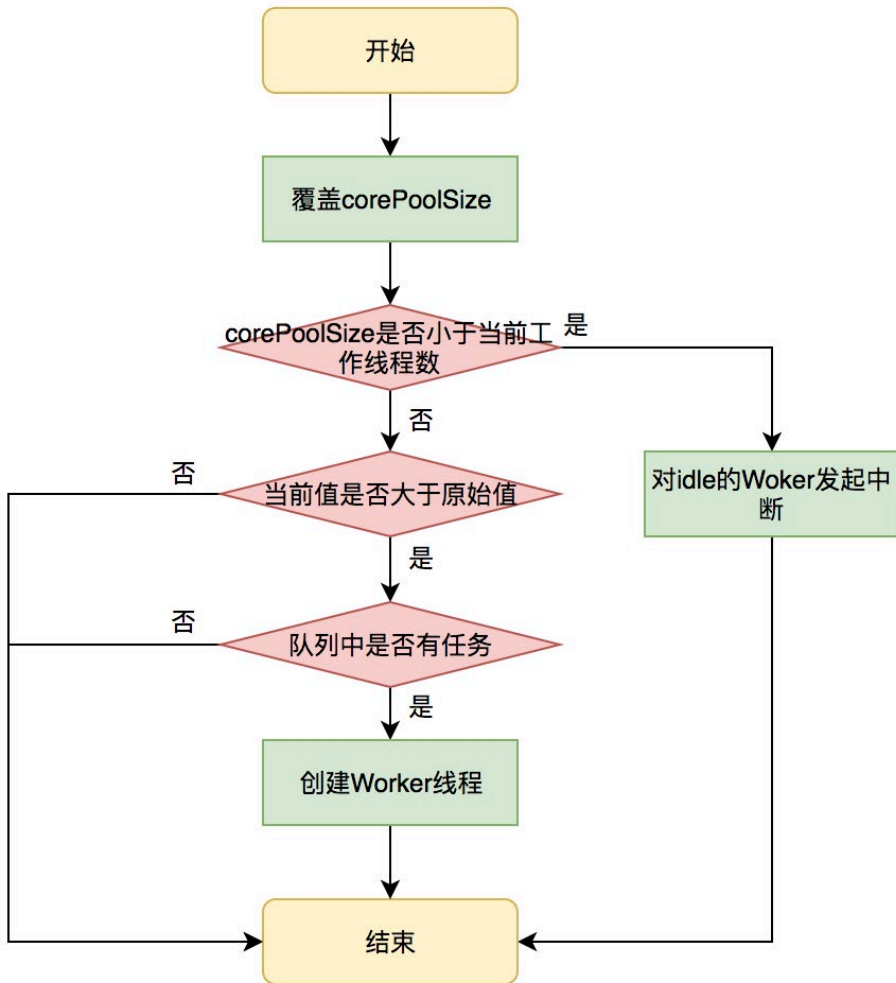 开始
覆盖corePoolSize
corePoolSize是否小于当前工
作线程数
是
否
否
当前值是否大于原始值
对idle的Woker发起中
断
是
否
队列中是否有任务
是
创建Worker线程
结束